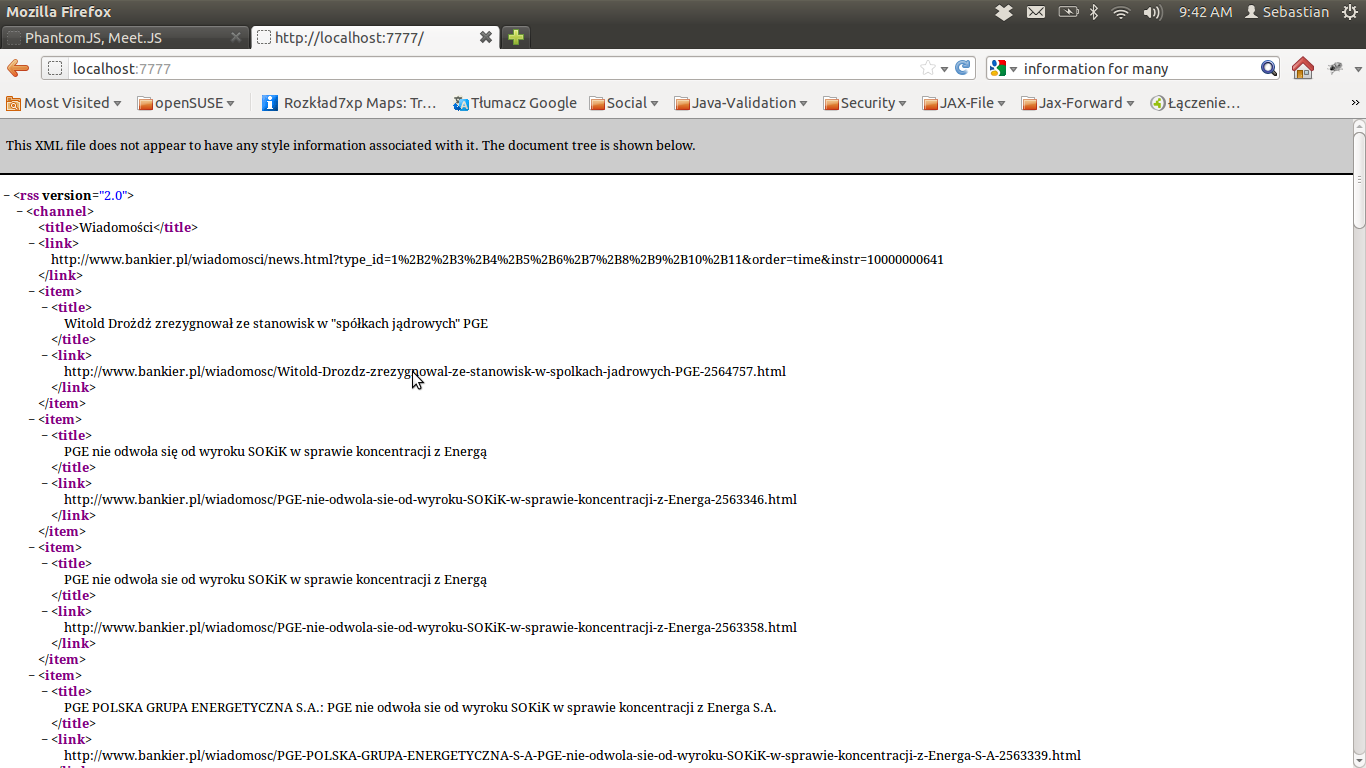 Mozilla Firefox
9:42 AM Sebastian
PhantomJS, Meet.JS
http://localhost:7777/
localhost:7777
information for many
Most Visited openSUSE Rozkład7xp Maps: Tr... Tłumacz Google Social Java-Validation Security JAX-File Jax-Forward Łączenie... »
This XML file does not appear to have any style information associated with it. The document tree is shown below.
−<rss version="2.0">
−<channel>
<title>Wiadomości</title>
−<link>
http://www.bankier.pl/wiadomosci/news.html?type_id=1%2B2%2B3%2B4%2B5%2B6%2B7%2B8%2B9%2B10%2B11&order=time&instr=10000000641
</link>
−<item>
−<title>
Witold Drożdż zrezygnował ze stanowisk w "spółkach jądrowych" PGE
</title>
−<link>
http://www.bankier.pl/wiadomosc/Witold-Drozdz-zrezygnowal-ze-stanowisk-w-spolkach-jadrowych-PGE-2564757.html
</link>
</item>
−<item>
−<title>
PGE nie odwoła się od wyroku SOKiK w sprawie koncentracji z Energą
</title>
−<link>
http://www.bankier.pl/wiadomosc/PGE-nie-odwola-sie-od-wyroku-SOKiK-w-sprawie-koncentracji-z-Energa-2563346.html
</link>
</item>
−<item>
−<title>
PGE nie odwoła sie od wyroku SOKiK w sprawie koncentracji z Energą
</title>
−<link>
http://www.bankier.pl/wiadomosc/PGE-nie-odwola-sie-od-wyroku-SOKiK-w-sprawie-koncentracji-z-Energa-2563358.html
</link>
</item>
−<item>
−<title>
PGE POLSKA GRUPA ENERGETYCZNA S.A.: PGE nie odwoła sie od wyroku SOKiK w sprawie koncentracji z Energa S.A.
</title>
−<link>
http://www.bankier.pl/wiadomosc/PGE-POLSKA-GRUPA-ENERGETYCZNA-S-A-PGE-nie-odwola-sie-od-wyroku-SOKiK-w-sprawie-koncentracji-z-Energa-S-A-2563339.html